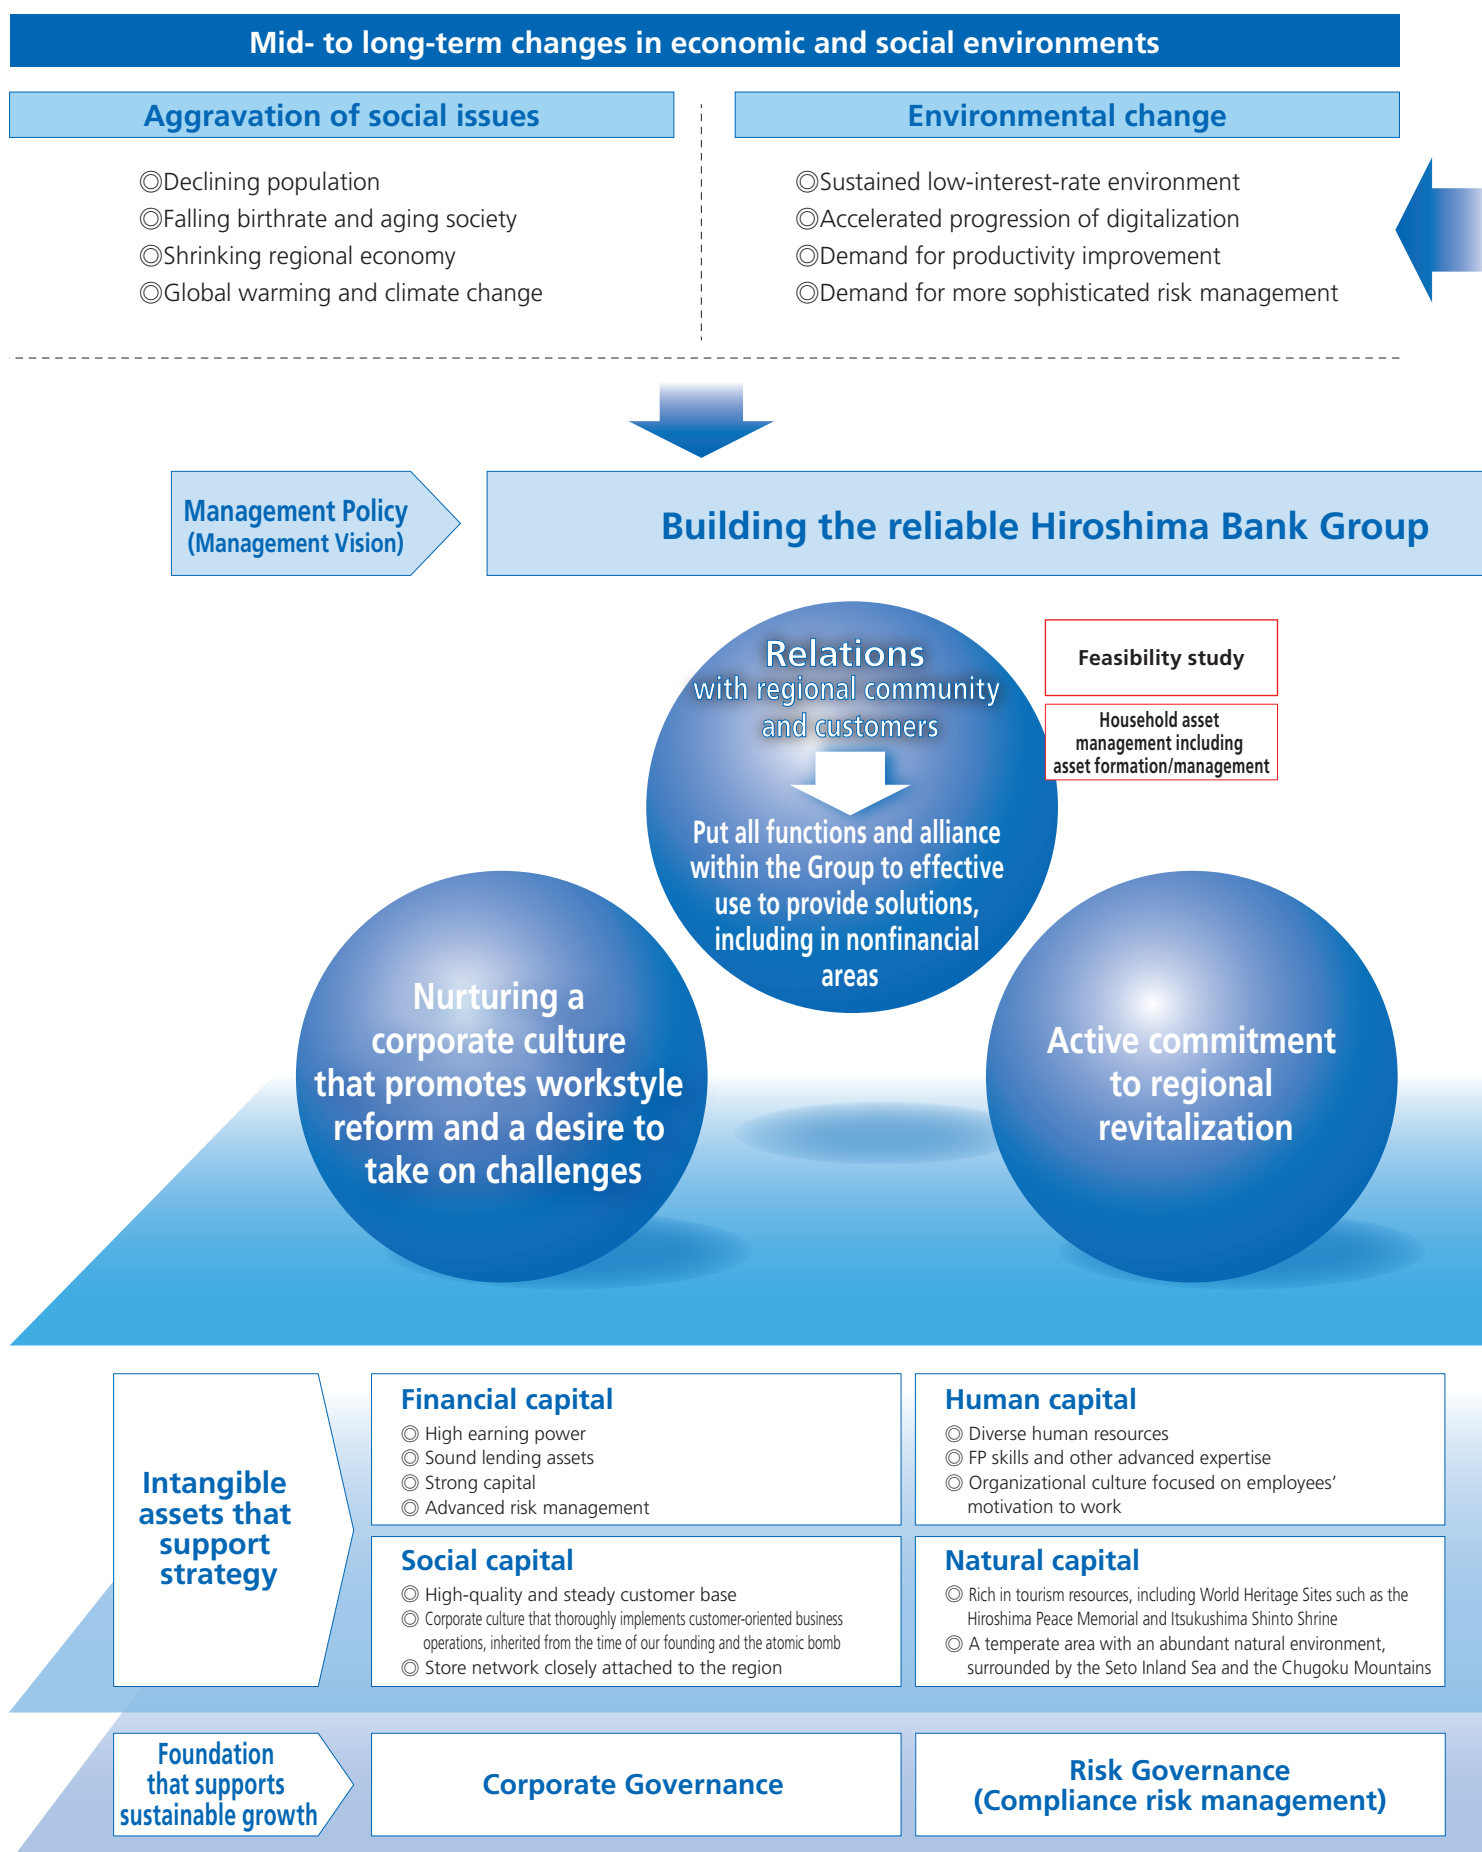 Mid- to long-term changes in economic and social environments
Aggravation of social issues
◎Declining population
◎Falling birthrate and aging society
◎Shrinking regional economy
◎Global warming and climate change
Environmental change
◎Sustained low-interest-rate environment
◎Accelerated progression of digitalization
◎Demand for productivity improvement
◎Demand for more sophisticated risk management
Management Policy
(Management Vision)
Building the reliable Hiroshima Bank Group
Relations
with regional community
and customers
Put all functions and alliance
within the Group to effective
use to provide solutions,
including in nonfinancial
areas
Feasibility study
Household asset
management including
asset formation/management
Nurturing a
corporate culture
that promotes workstyle
reform and a desire to
take on challenges
Active commitment
to regional
revitalization
Intangible
assets that
support
strategy
Financial capital
◎ High earning power
◎ Sound lending assets
◎ Strong capital
◎ Advanced risk management
Human capital
◎ Diverse human resources
◎ FP skills and other advanced expertise
◎ Organizational culture focused on employees’
motivation to work
Social capital
◎ High-quality and steady customer base
◎ Corporate culture that thoroughly implements customer-oriented business
operations, inherited from the time of our founding and the atomic bomb
◎ Store network closely attached to the region
Natural capital
◎ Rich in tourism resources, including World Heritage Sites such as the
Hiroshima Peace Memorial and Itsukushima Shinto Shrine
◎ A temperate area with an abundant natural environment,
surrounded by the Seto Inland Sea and the Chugoku Mountains
Foundation
that supports
sustainable growth
Corporate Governance
Risk Governance
(Compliance risk management)